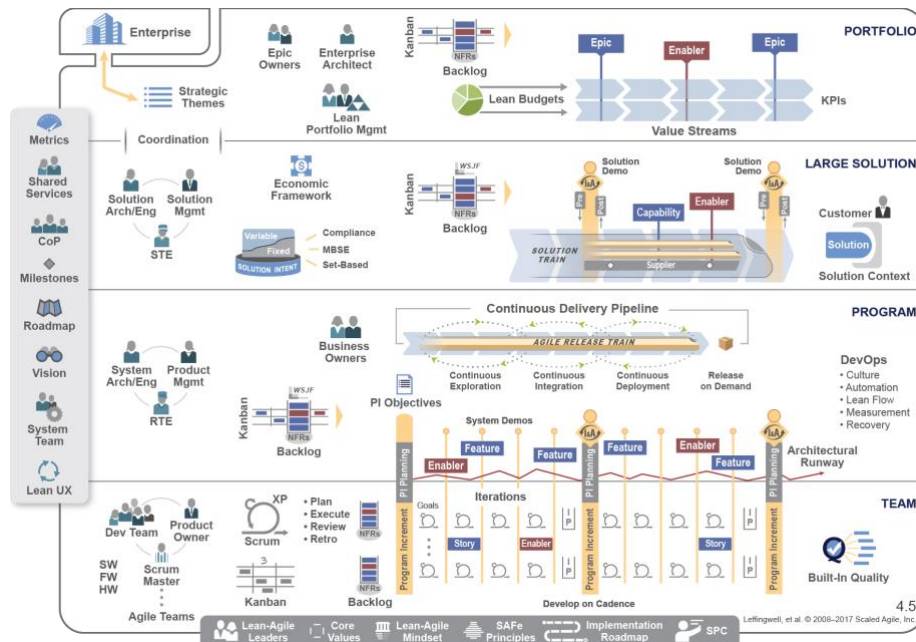 Enterprise
Strategic
Themes
Epic
Owners
Enterprise
Architect
Lean
Portfolio Mgmt
Kanban
NFRs
Backlog
Lean Budgets
Epic
Enabler
Epic
KPIs
Value Streams
PORTFOLIO
Metrics
Shared
Services
CoP
Milestones
Roadmap
Vision
System
Team
Lean UX
Coordination
Solution
Arch/Eng
Solution
Mgmt
STE
Economic
Framework
Variable
Fixed
SOLUTION INTENT
Compliance
MBSE
Set-Based
Kanban
WSJF
NFRs
Backlog
Solution
Demo
I&A
Pre
Post
Capability
Enabler
SOLUTION
TRAIN
Supplier
Solution
Demo
I&A
Pre
Post
LARGE SOLUTION
Customer
Solution
Solution Context
Business
Owners
Continuous Delivery Pipeline
AGILE RELEASE TRAIN
Continuous
Exploration
Continuous
Integration
Continuous
Deployment
Release
on Demand
PROGRAM
DevOps
• Culture
• Automation
• Lean Flow
• Measurement
• Recovery
System
Arch/Eng
Product
Mgmt
RTE
Kanban
WSJF
NFRs
Backlog
PI Objectives
System Demos
PI Planning
Enabler
Feature
Feature
I&A
PI Planning
Feature
Enabler
Feature
I&A
PI Planning
Architectural
Runway
Dev Team
Product
Owner
Scrum
Master
SW
FW
HW
Agile Teams
XP
Scrum
• Plan
• Execute
• Review
• Retro
Kanban
NFRs
NFRs
Backlog
Program Increment
Goals
Iterations
Story
Enabler
I
P
I
P
Program Increment
Story
I
P
I
P
Program Increment
Develop on Cadence
TEAM
Built-In Quality
4.5
Leffingwell, et al. © 2008–2017 Scaled Agile, Inc.
Lean-Agile
Leaders
Core
Values
Lean-Agile
Mindset
SAFe
Principles
Implementation
Roadmap
SPC